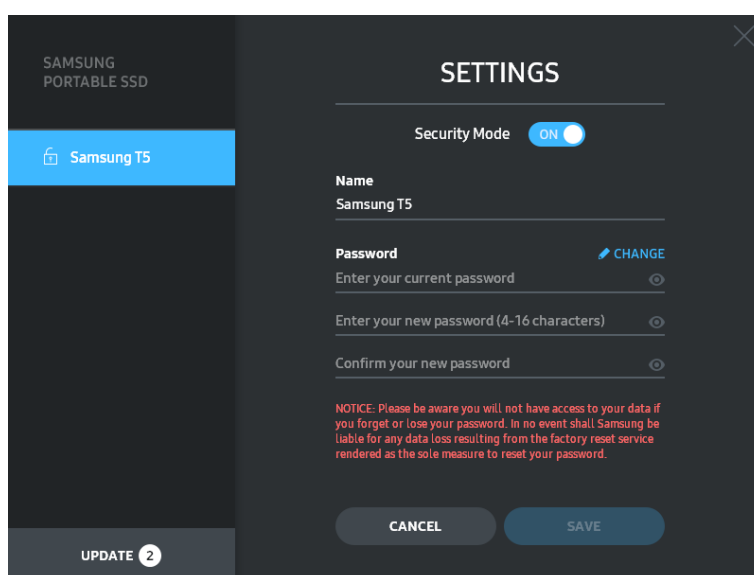 SAMSUNG
PORTABLE SSD
Samsung T5
UPDATE 2
SETTINGS
Security Mode ON
Name
Samsung T5
Password CHANGE
Enter your current password
Enter your new password (4-16 characters)
Confirm your new password
NOTICE: Please be aware you will not have access to your data if
you forget or lose your password. In no event shall Samsung be
liable for any data loss resulting from the factory reset service
rendered as the sole measure to reset your password.
CANCEL SAVE